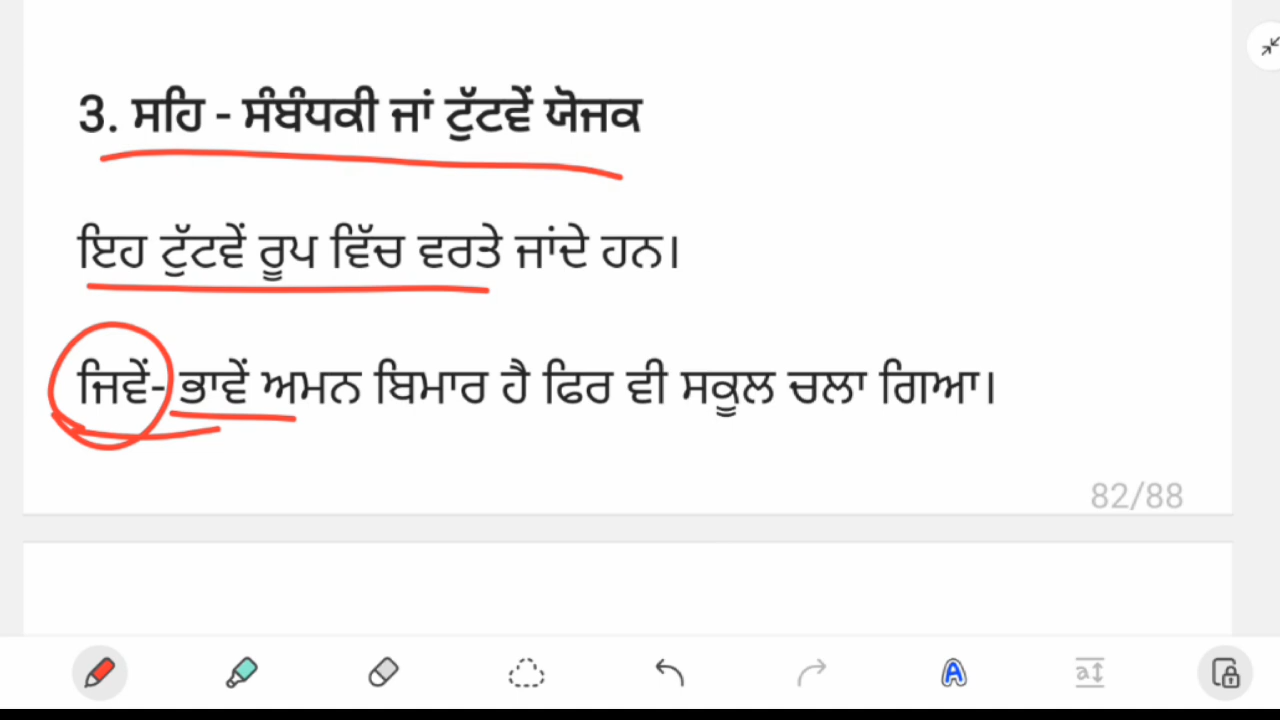 3. ਸਹਿ - ਸੰਬੰਧਕੀ ਜਾਂ ਟੁੱਟਵੇਂ ਯੋਜਕ
ਇਹ ਟੁੱਟਵੇਂ ਰੂਪ ਵਿੱਚ ਵਰਤੇ ਜਾਂਦੇ ਹਨ।
ਜਿਵੇਂ- ਭਾਵੇਂ ਅਮਨ ਬਿਮਾਰ ਹੈ ਫਿਰ ਵੀ ਸਕੂਲ ਚਲਾ ਗਿਆ।
82/88